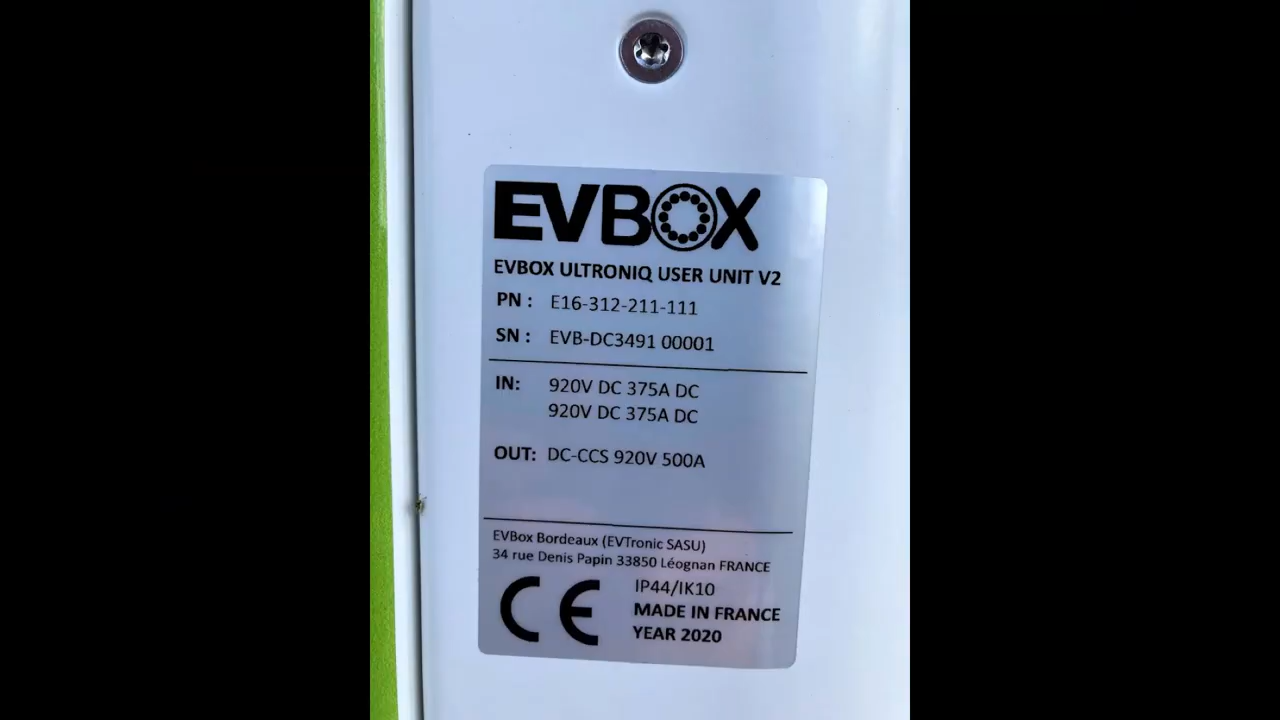 EVBOX
EVBOX ULTRONIQ USER UNIT V2
PN : E16-312-211-111
SN : EVB-DC3491 00001
IN: 920V DC 375A DC
920V DC 375A DC
OUT: DC-CCS 920V 500A
EVBox Bordeaux (EVTronic SASU)
34 rue Denis Papin 33850 Léognan FRANCE
CE
IP44/IK10
MADE IN FRANCE
YEAR 2020